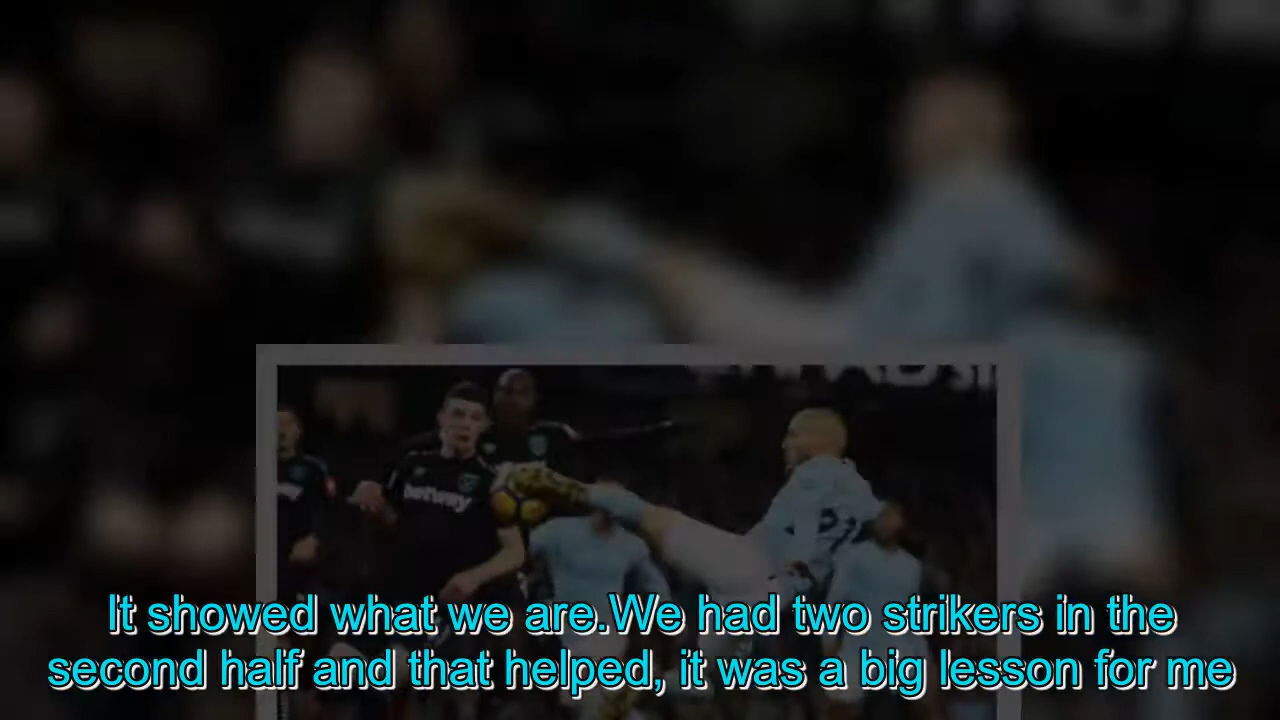 betway
It showed what we are.We had two strikers in the
second half and that helped, it was a big lesson for me